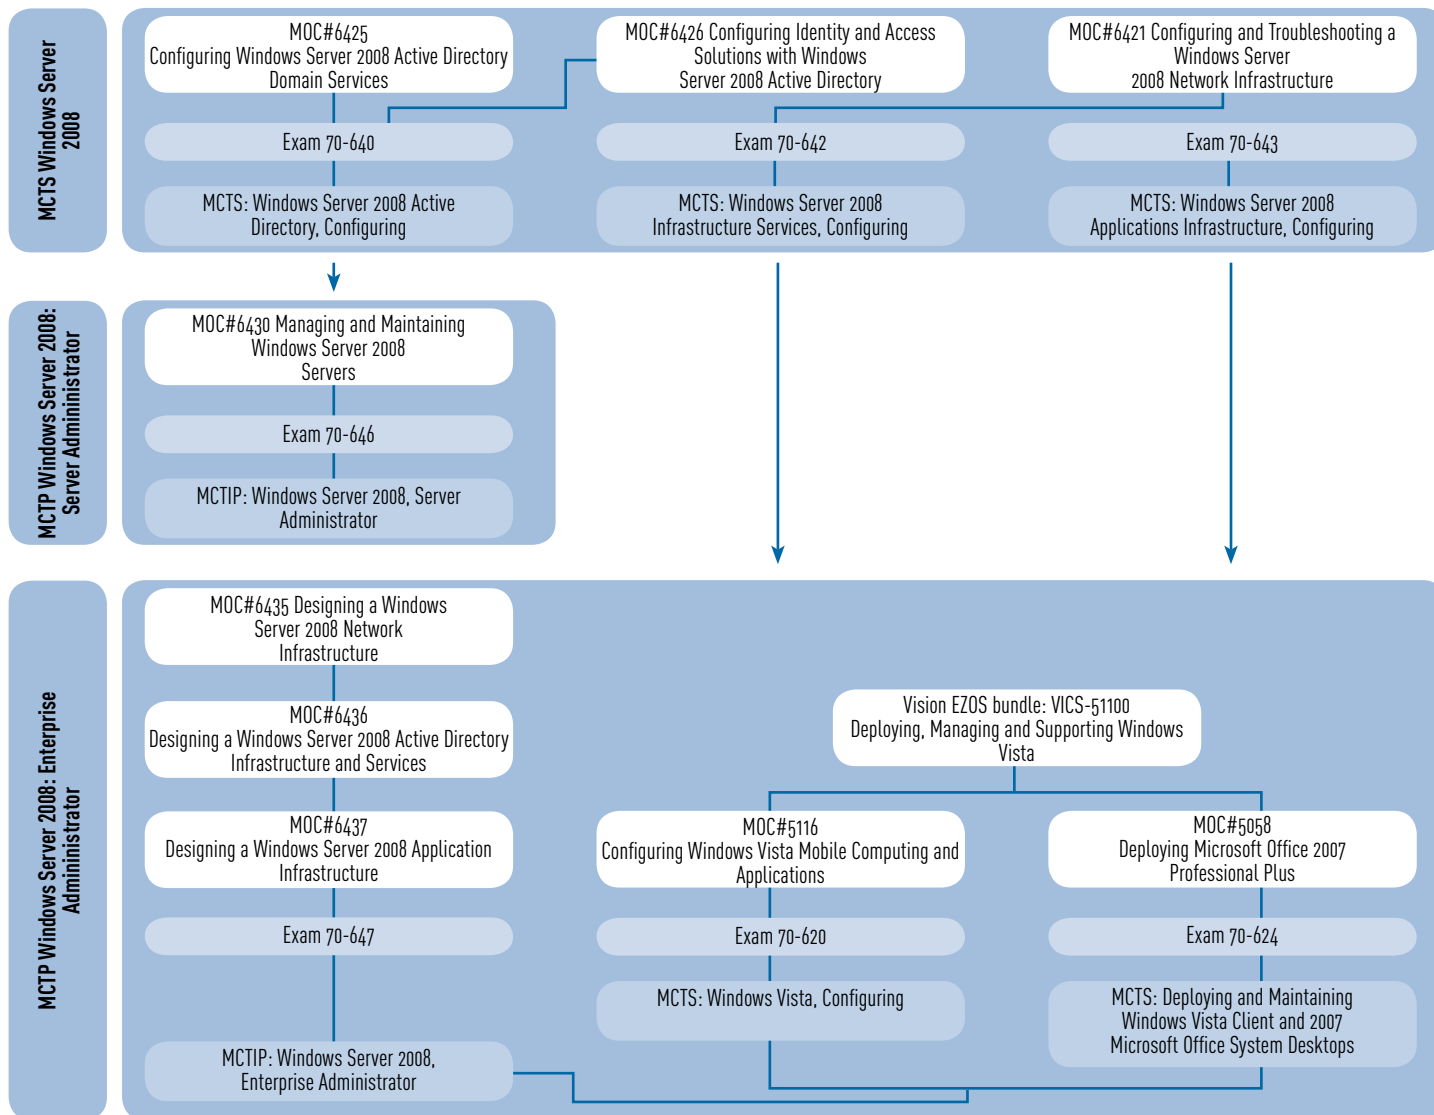 MCTS Windows Server
2008
MOC#6425
Configuring Windows Server 2008 Active Directory
Domain Services
MOC#6426 Configuring Identity and Access
Solutions with Windows
Server 2008 Active Directory
MOC#6421 Configuring and Troubleshooting a
Windows Server
2008 Network Infrastructure
Exam 70-640
Exam 70-642
Exam 70-643
MCTS: Windows Server 2008 Active
Directory, Configuring
MCTS: Windows Server 2008
Infrastructure Services, Configuring
MCTS: Windows Server 2008
Applications Infrastructure, Configuring
MCTP Windows Server 2008:
Server Admininistrator
MOC#6430 Managing and Maintaining
Windows Server 2008
Servers
Exam 70-646
MCTIP: Windows Server 2008, Server
Administrator
MCTP Windows Server 2008: Enterprise
Admininistrator
MOC#6435 Designing a Windows
Server 2008 Network
Infrastructure
MOC#6436
Designing a Windows Server 2008 Active Directory
Infrastructure and Services
Vision EZOS bundle: VICS-51100
Deploying, Managing and Supporting Windows
Vista
MOC#6437
Designing a Windows Server 2008 Application
Infrastructure
MOC#5116
Configuring Windows Vista Mobile Computing and
Applications
MOC#5058
Deploying Microsoft Office 2007
Professional Plus
Exam 70-647
Exam 70-620
Exam 70-624
MCTS: Windows Vista, Configuring
MCTS: Deploying and Maintaining
Windows Vista Client and 2007
Microsoft Office System Desktops
MCTIP: Windows Server 2008,
Enterprise Administrator